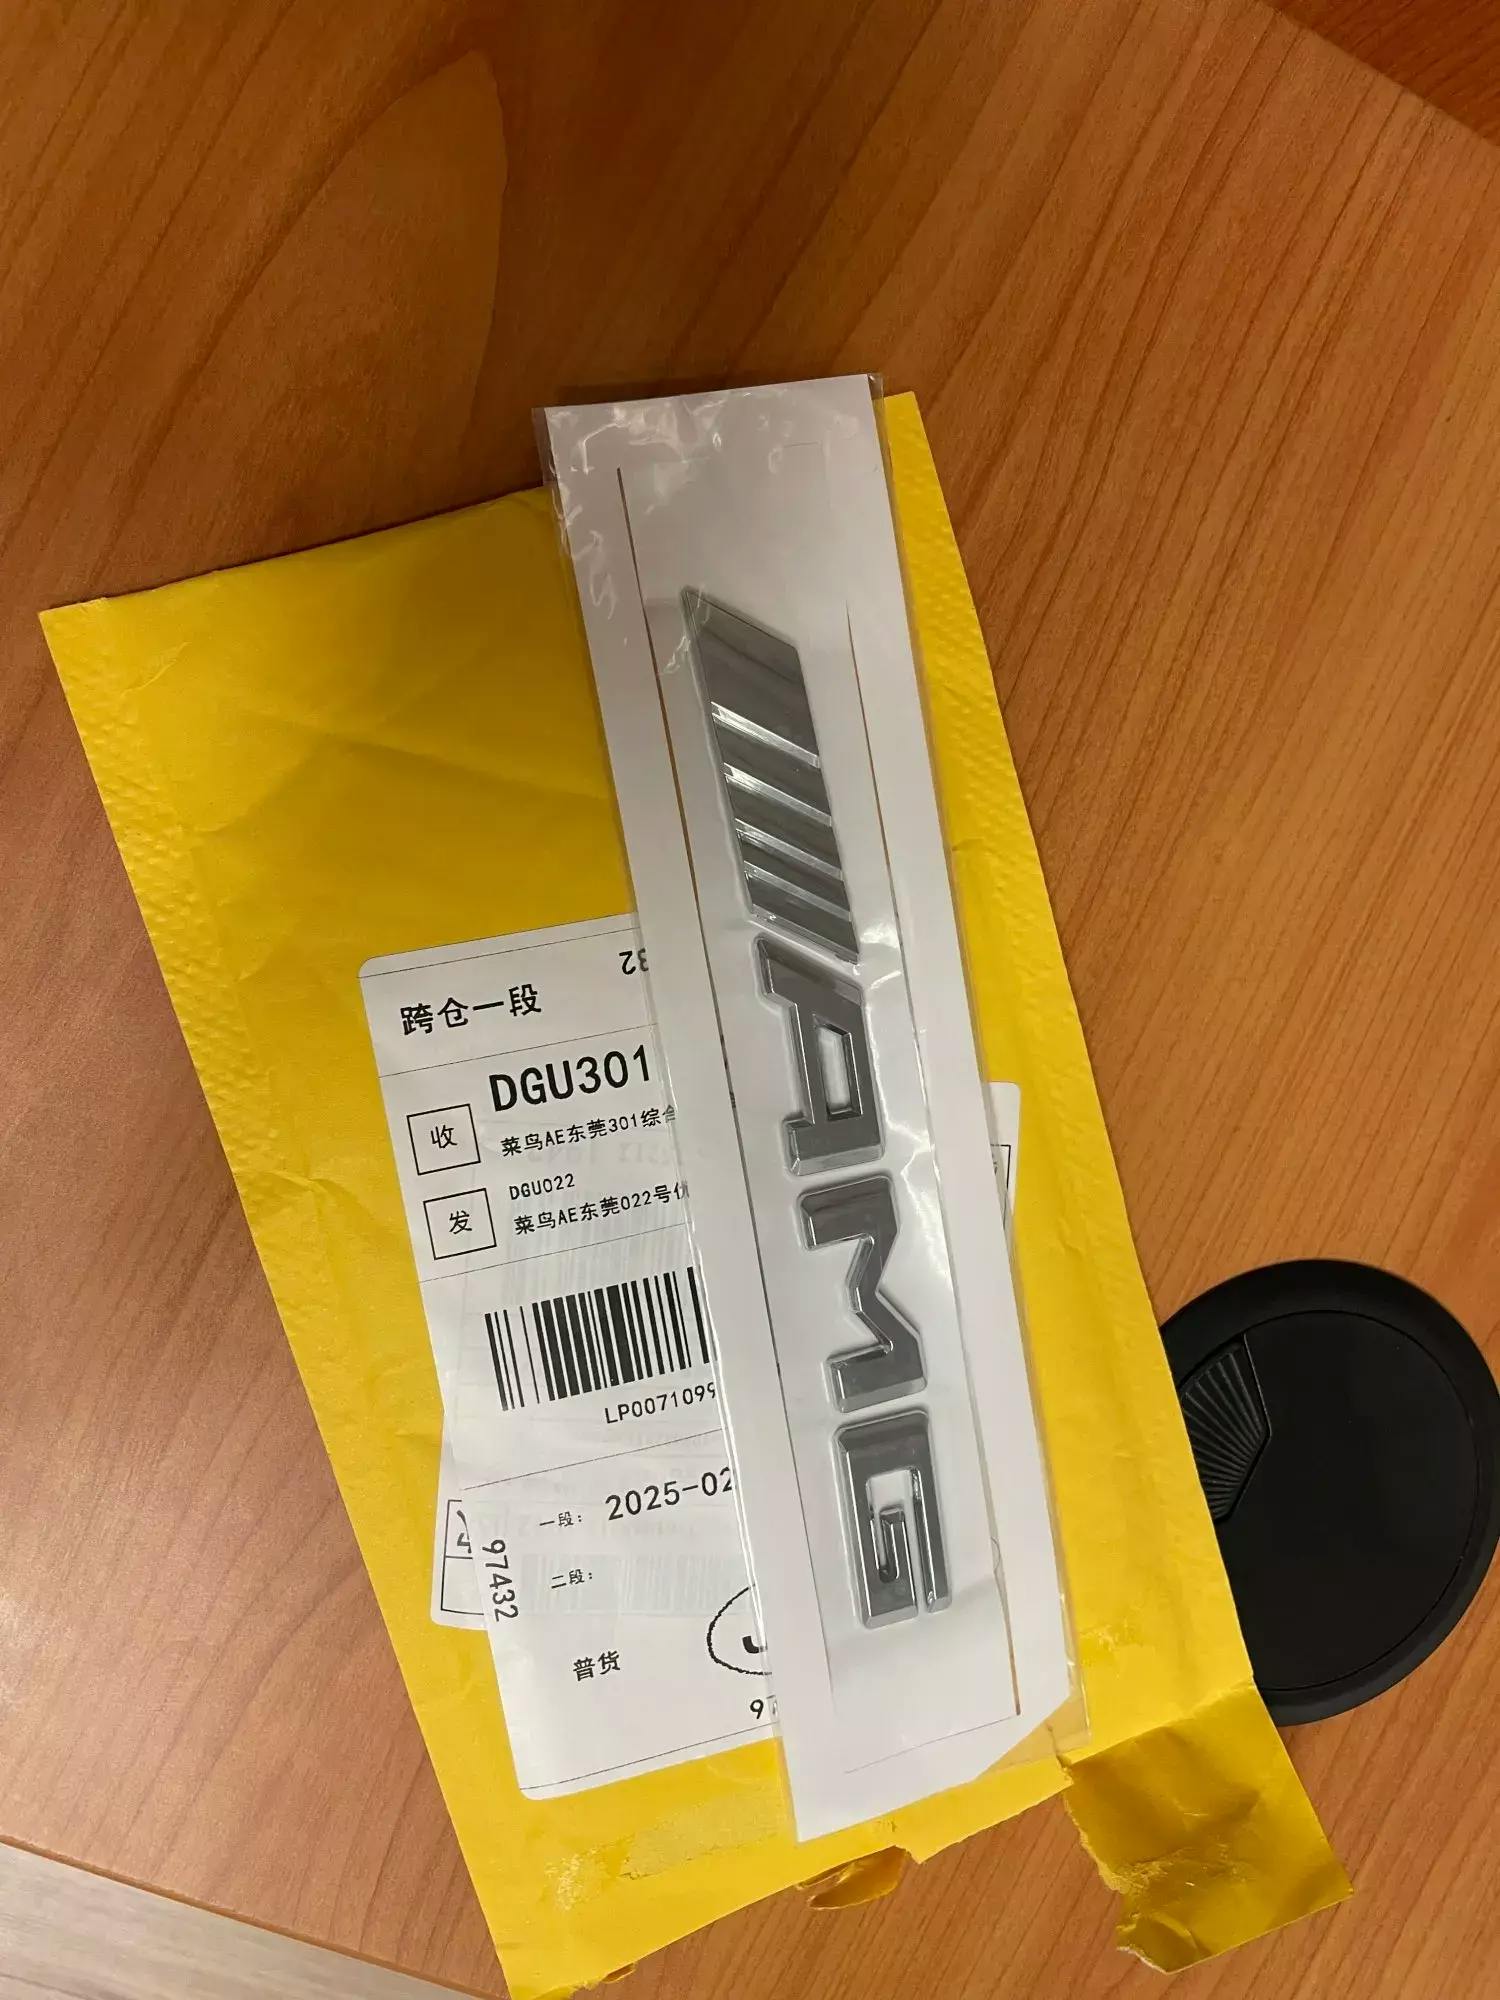 32
跨仓一段
DGU301
收
菜鸟AE东莞301综合
DGU022
发
菜鸟AE东莞022号优
LP0071099
一段: 2025-02
二段:
97432
普货
AMG